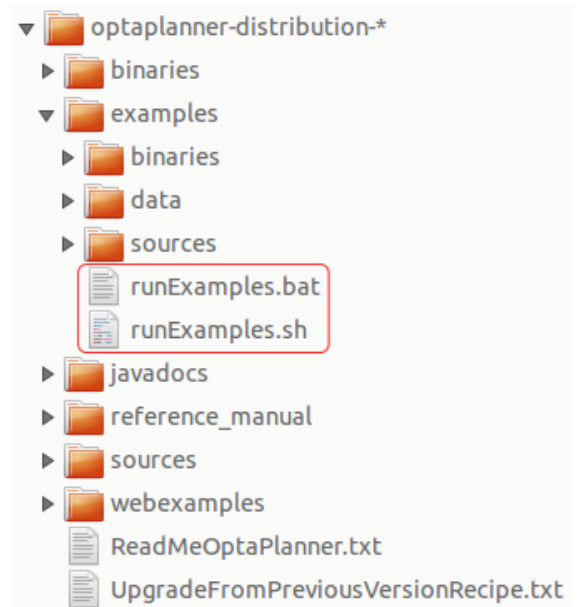 optaplanner-distribution-*
binaries
examples
binaries
data
sources
runExamples.bat
runExamples.sh
javadocs
reference_manual
sources
webexamples
ReadMeOptaPlanner.txt
UpgradeFromPreviousVersionRecipe.txt